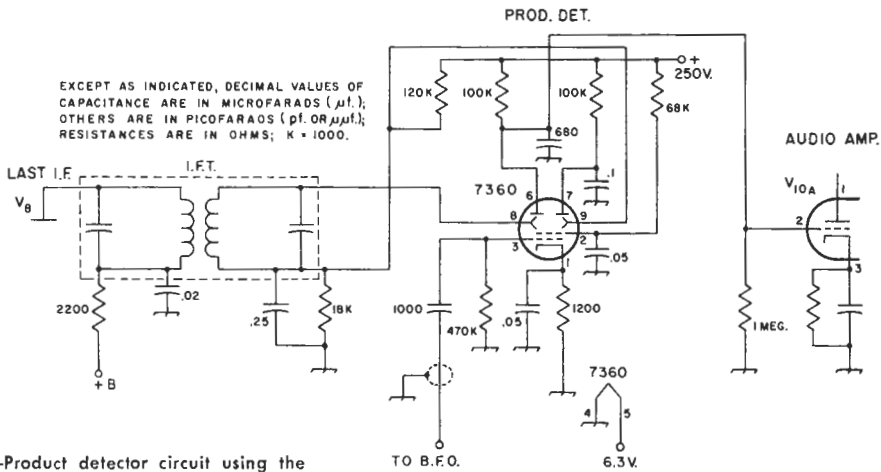 PROD. DET.
EXCEPT AS INDICATED, DECIMAL VALUES OF
CAPACITANCE ARE IN MICROFARADS (μf.);
OTHERS ARE IN PICOFARAOS (pf. OR μμf.);
RESISTANCES ARE IN OHMS; K = 1000.
+
250V.
120K
100K
100K
68K
680
.1
AUDIO AMP.
LAST I.F.
I.F.T.
V8
7360
6
7
8
9
3
2
1
.05
V10A
1
2
3
2200
.02
.25
18K
1000
470K
.05
1200
1 MEG.
+ B
7360
4
5
-Product detector circuit using the
TO B.F.O.
6.3V.